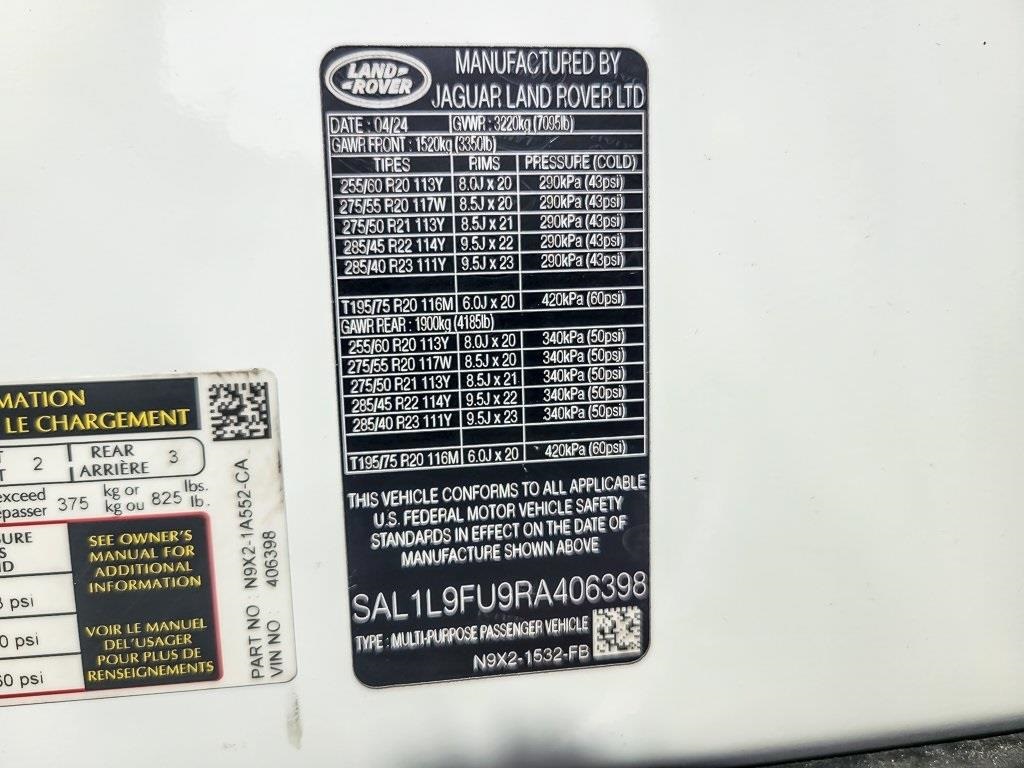 LAND ROVER
MANUFACTURED BY
JAGUAR LAND ROVER LTD
DATE : 04/24 GVWR : 3220kg (7095lb)
GAWR FRONT : 1520kg (3350lb)
TIRES RIMS PRESSURE (COLD)
255/60 R20 113Y 8.0J x 20 290kPa (43psi)
275/55 R20 117W 8.5J x 20 290kPa (43psi)
275/50 R21 113Y 8.5J x 21 290kPa (43psi)
285/45 R22 114Y 9.5J x 22 290kPa (43psi)
285/40 R23 111Y 9.5J x 23 290kPa (43psi)
T195/75 R20 116M 6.0J x 20 420kPa (60psi)
GAWR REAR : 1900kg (4185lb)
255/60 R20 113Y 8.0J x 20 340kPa (50psi)
275/55 R20 117W 8.5J x 20 340kPa (50psi)
275/50 R21 113Y 8.5J x 21 340kPa (50psi)
285/45 R22 114Y 9.5J x 22 340kPa (50psi)
285/40 R23 111Y 9.5J x 23 340kPa (50psi)
T195/75 R20 116M 6.0J x 20 420kPa (60psi)
THIS VEHICLE CONFORMS TO ALL APPLICABLE
U.S. FEDERAL MOTOR VEHICLE SAFETY
STANDARDS IN EFFECT ON THE DATE OF
MANUFACTURE SHOWN ABOVE
SAL1L9FU9RA406398
TYPE : MULTI-PURPOSE PASSENGER VEHICLE
N9X2-1532-FB
MATION
LE CHARGEMENT
T 2 REAR 3
T ARRIÈRE
exceed 375 kg or 825 lbs.
epasser kg ou lb.
URE
S
ID
3 psi
0 psi
60 psi
SEE OWNER'S
MANUAL FOR
ADDITIONAL
INFORMATION
VOIR LE MANUEL
DEL'USAGER
POUR PLUS DE
RENSEIGNEMENTS
PART NO : N9X2-1A552-CA
VIN NO : 406398